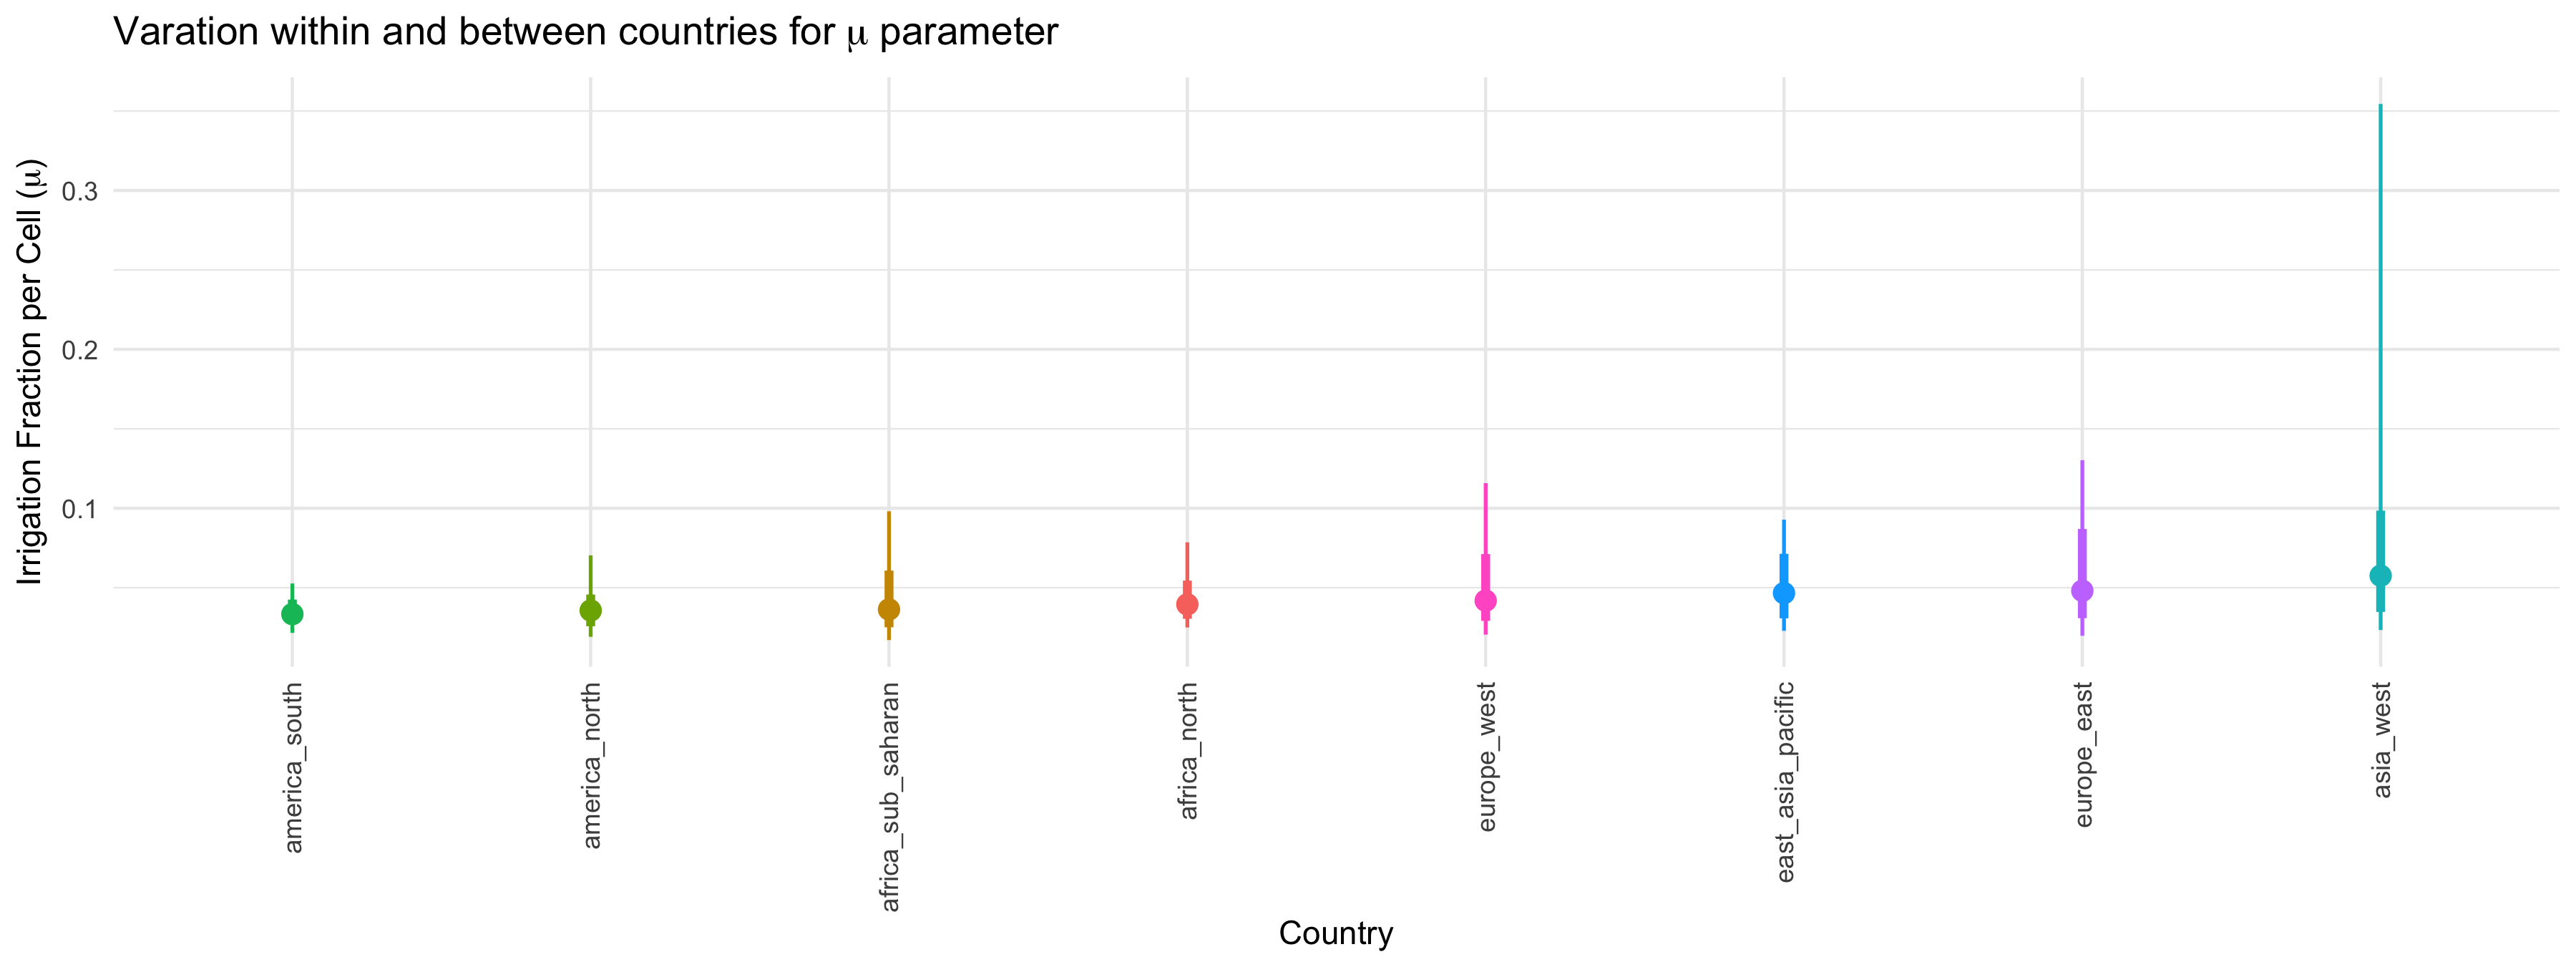 Varation within and between countries for μ parameter
Irrigation Fraction per Cell (μ)
0.3
0.2
0.1
america_south
america_north
africa_sub_saharan
africa_north
europe_west
east_asia_pacific
europe_east
asia_west
Country